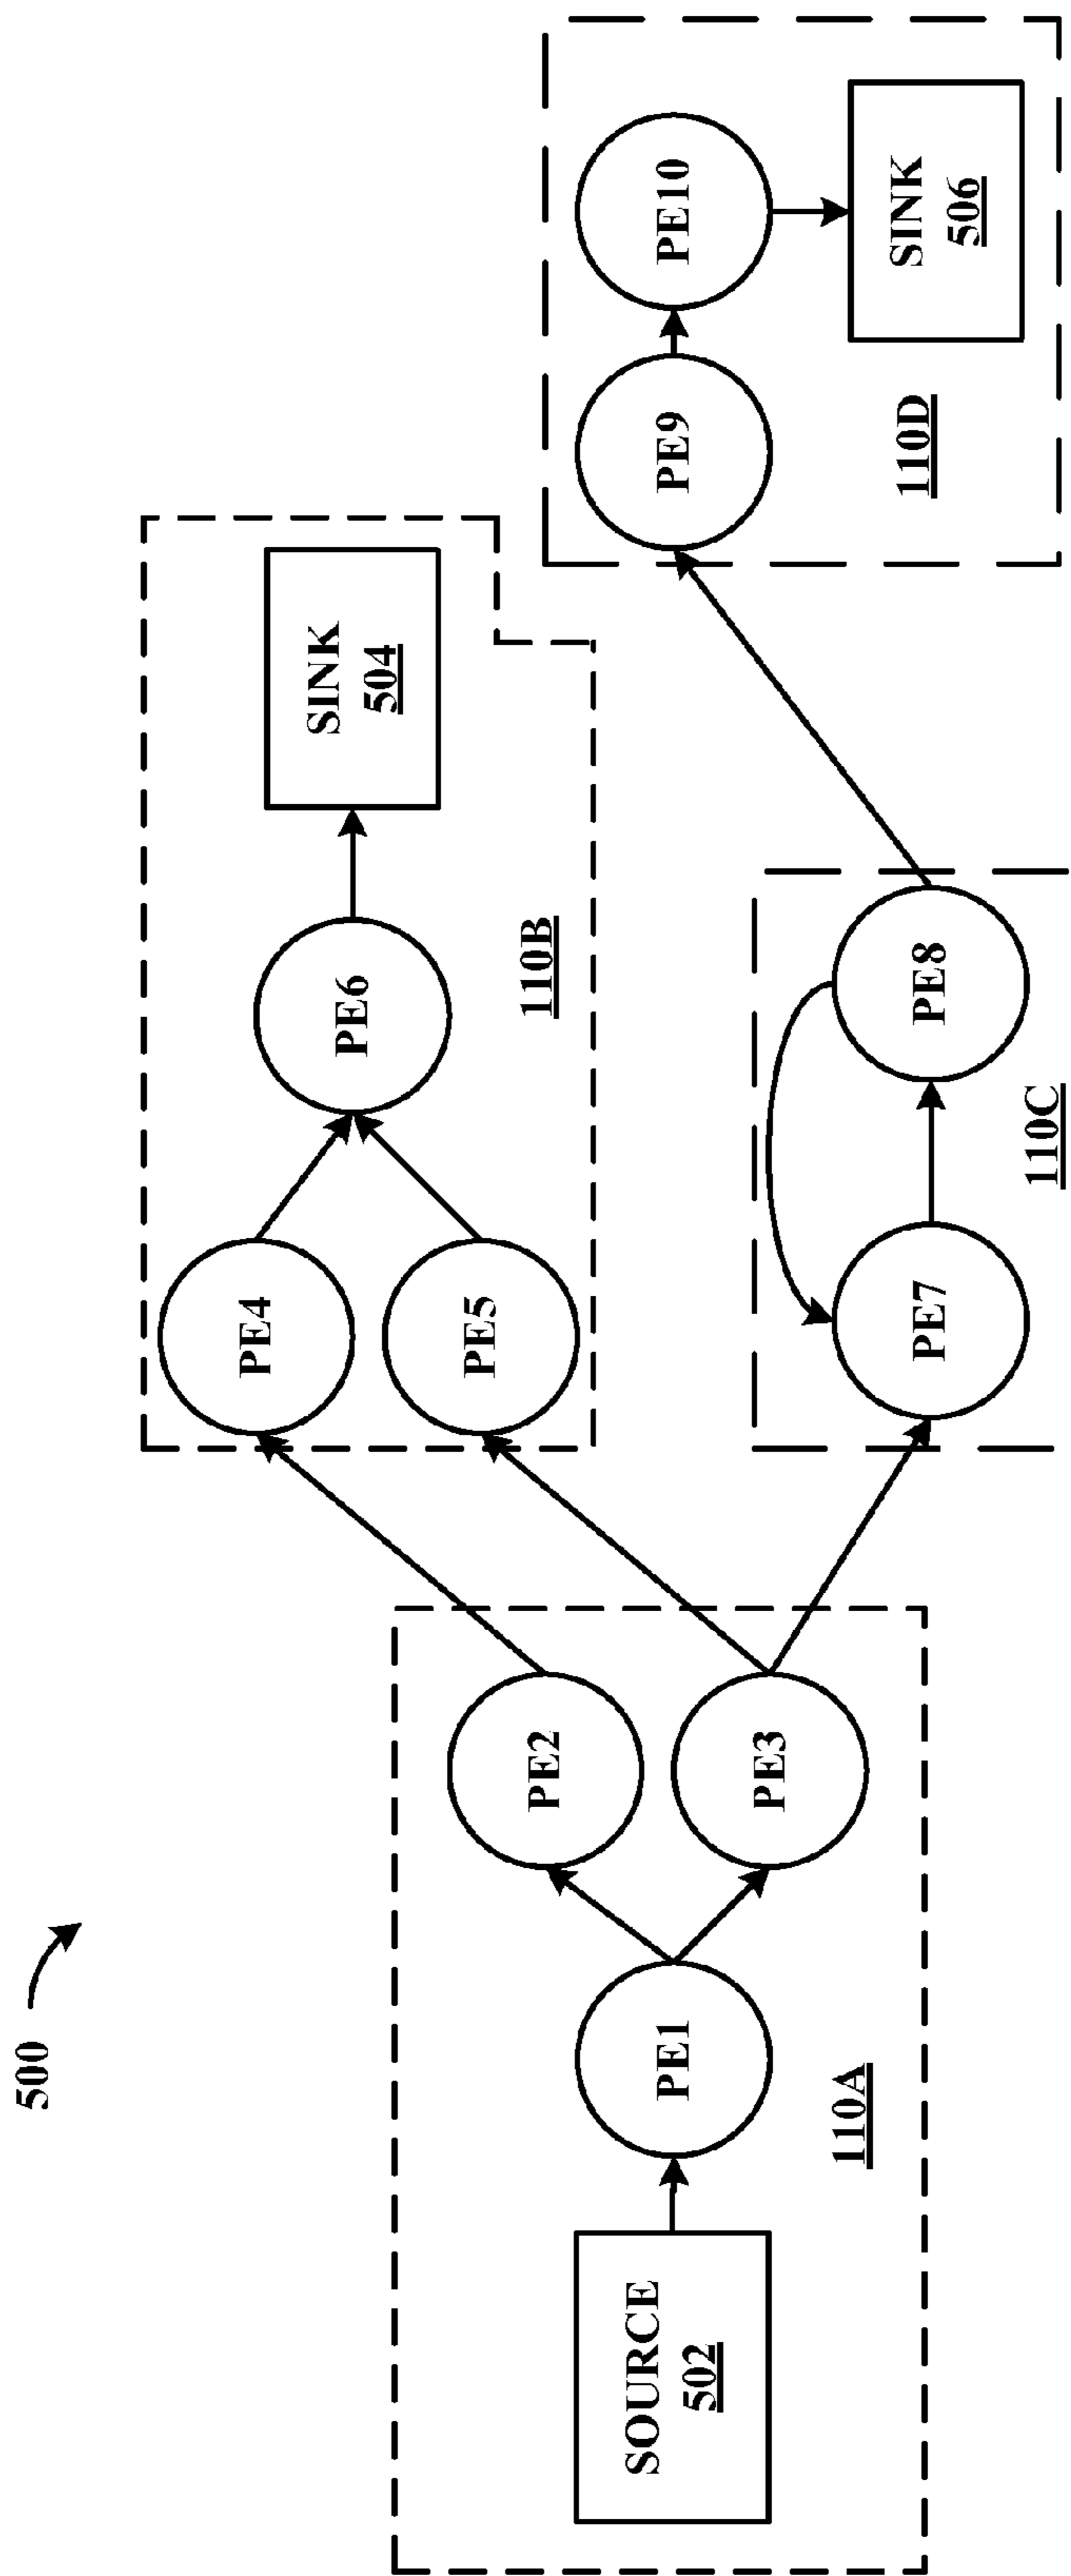 500
SOURCE
502
PE1
PE2
PE3
110A
PE4
PE5
PE6
SINK
504
110B
PE7
PE8
110C
PE9
PE10
SINK
506
110D